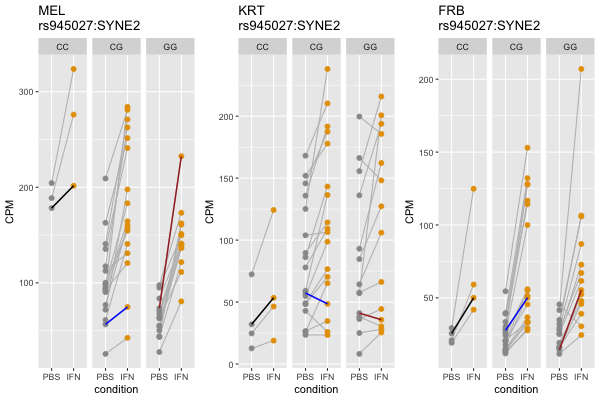 MEL
rs945027:SYNE2
CC CG GG
CPM
300
200
100
PBS IFN PBS IFN PBS IFN
condition
KRT
rs945027:SYNE2
CC CG GG
CPM
200
150
100
50
0
PBS IFN PBS IFN PBS IFN
condition
FRB
rs945027:SYNE2
CC CG GG
CPM
200
150
100
50
PBS IFN PBS IFN PBS IFN
condition